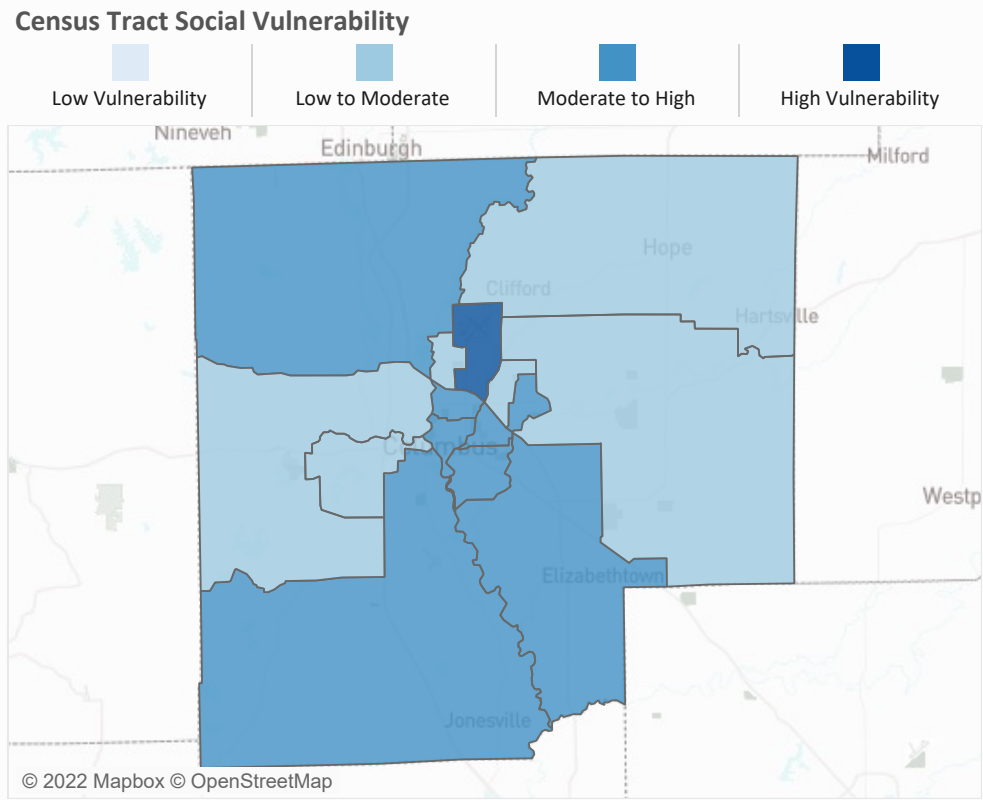 Census Tract Social Vulnerability
Low Vulnerability
Low to Moderate
Moderate to High
High Vulnerability
Nineveh
Edinburgh
Milford
Hope
Clifford
Hartsville
Columbus
Westp
Elizabethtown
Jonesville
© 2022 Mapbox © OpenStreetMap